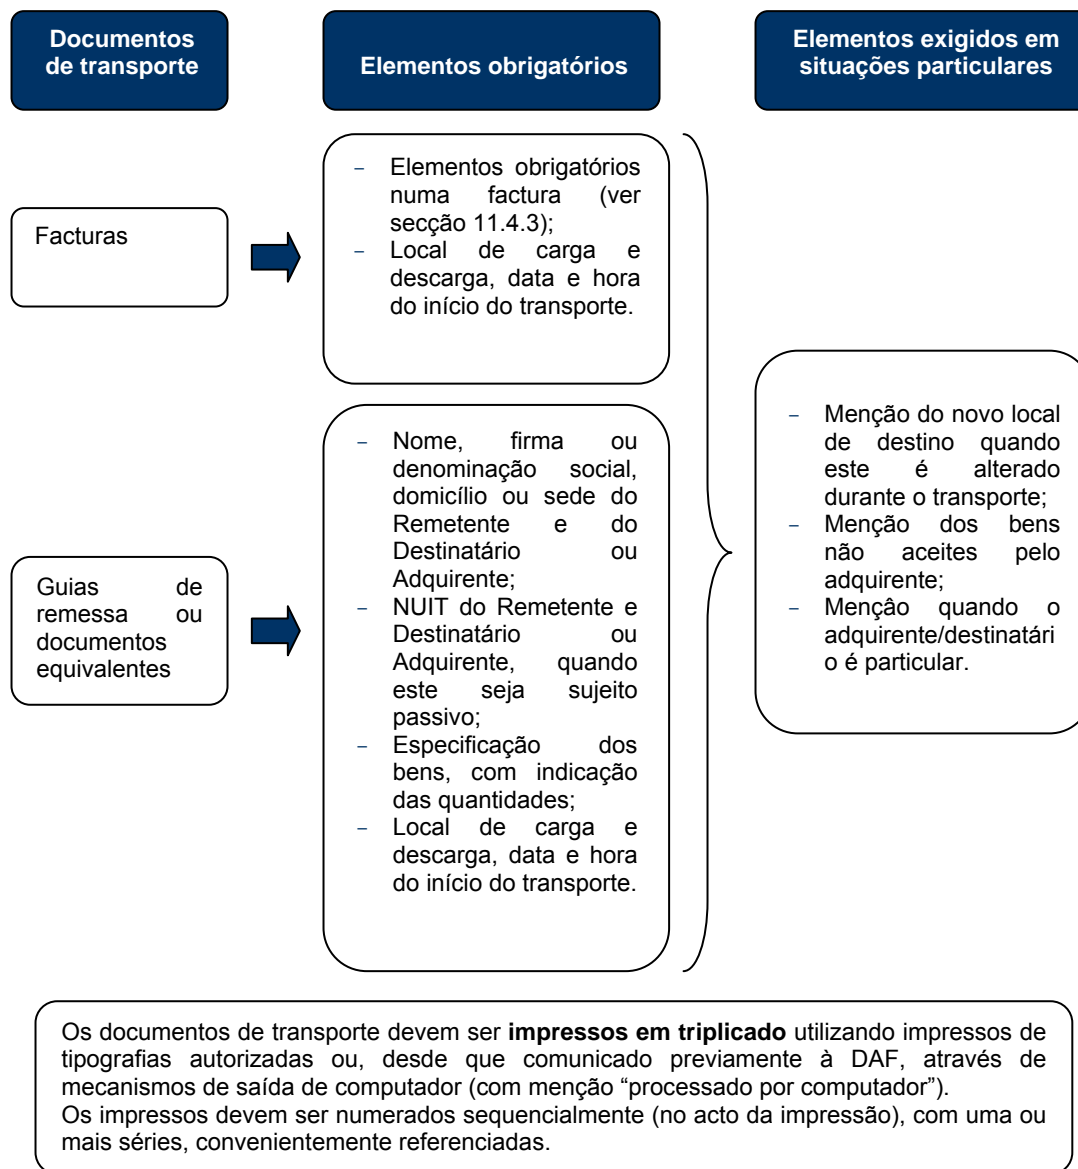 Documentos
de transporte
Elementos obrigatórios
Elementos exigidos em
situações particulares
Facturas
– Elementos obrigatórios
numa factura (ver
secção 11.4.3);
– Local de carga e
descarga, data e hora
do início do transporte.
Guias de
remessa ou
documentos
equivalentes
– Nome, firma ou
denominação social,
domicílio ou sede do
Remetente e do
Destinatário ou
Adquirente;
– NUIT do Remetente e
Destinatário ou
Adquirente, quando
este seja sujeito
passivo;
– Especificação dos
bens, com indicação
das quantidades;
– Local de carga e
descarga, data e hora
do início do transporte.
– Menção do novo local
de destino quando
este é alterado
durante o transporte;
– Menção dos bens
não aceites pelo
adquirente;
– Mençâo quando o
adquirente/destinatári
o é particular.
Os documentos de transporte devem ser impressos em triplicado utilizando impressos de
tipografias autorizadas ou, desde que comunicado previamente à DAF, através de
mecanismos de saída de computador (com menção “processado por computador”).
Os impressos devem ser numerados sequencialmente (no acto da impressão), com uma ou
mais séries, convenientemente referenciadas.